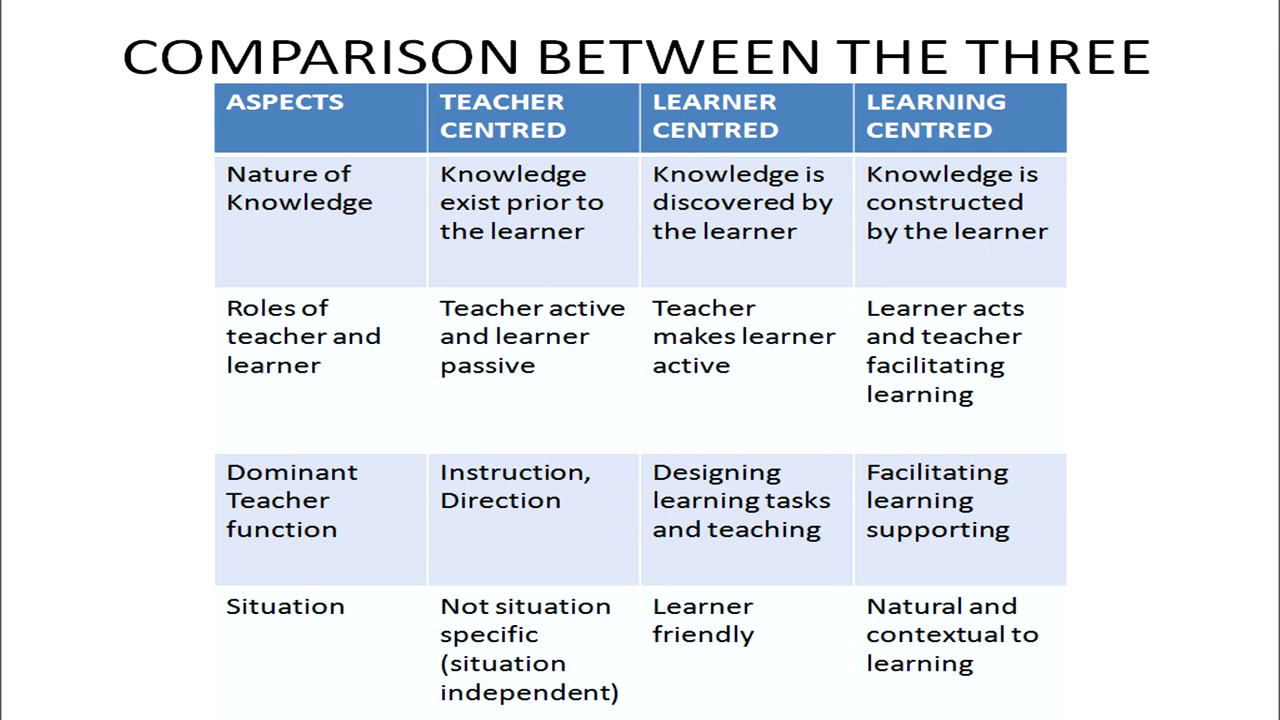 COMPARISON BETWEEN THE THREE
ASPECTS
TEACHER
CENTRED
LEARNER
CENTRED
LEARNING
CENTRED
Nature of
Knowledge
Knowledge
exist prior to
the learner
Knowledge is
discovered by
the learner
Knowledge is
constructed
by the learner
Roles of
teacher and
learner
Teacher active
and learner
passive
Teacher
makes learner
active
Learner acts
and teacher
facilitating
learning
Dominant
Teacher
function
Instruction,
Direction
Designing
learning tasks
and teaching
Facilitating
learning
supporting
Situation
Not situation
specific
(situation
independent)
Learner
friendly
Natural and
contextual to
learning